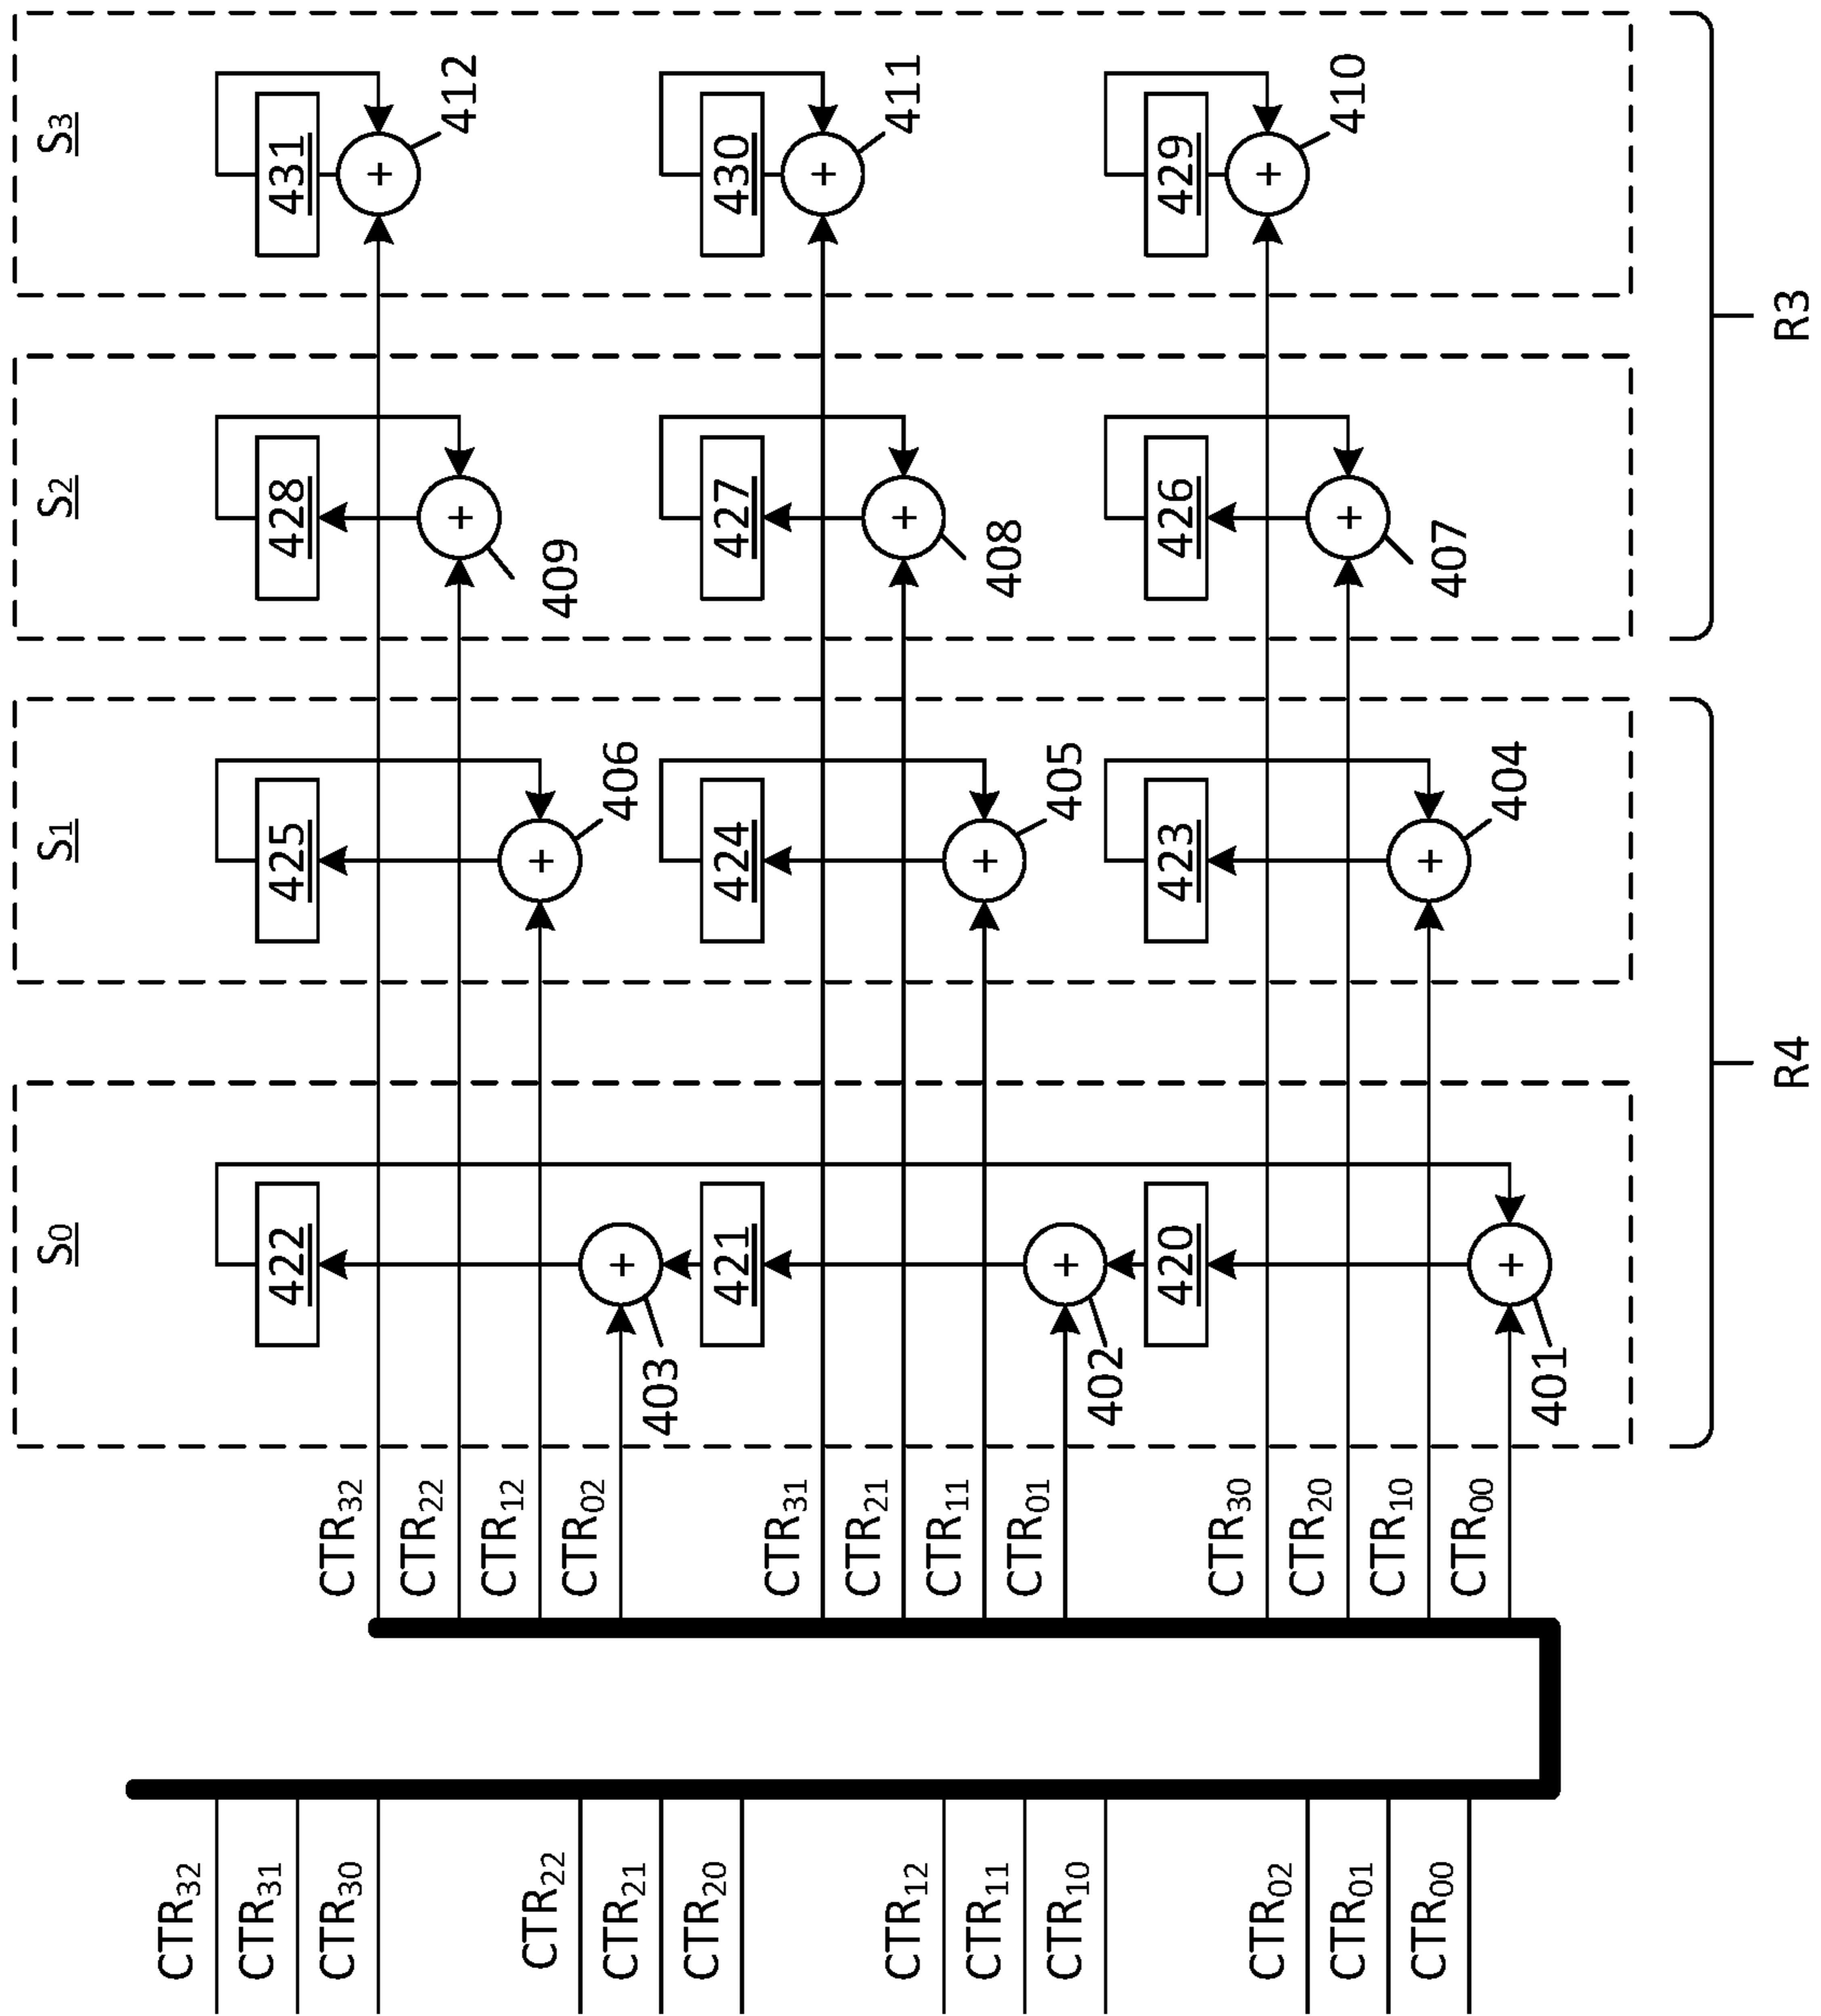 S0
S1
S2
S3
CTR32
CTR31
CTR30
CTR22
CTR21
CTR20
CTR12
CTR11
CTR10
CTR02
CTR01
CTR00
CTR32
CTR22
CTR12
CTR02
CTR31
CTR21
CTR11
CTR01
CTR30
CTR20
CTR10
CTR00
422
+
403
421
+
402
420
+
401
425
+
406
424
+
405
423
+
404
428
+
409
427
+
408
426
+
407
431
+
412
430
+
411
429
+
410
R4
R3